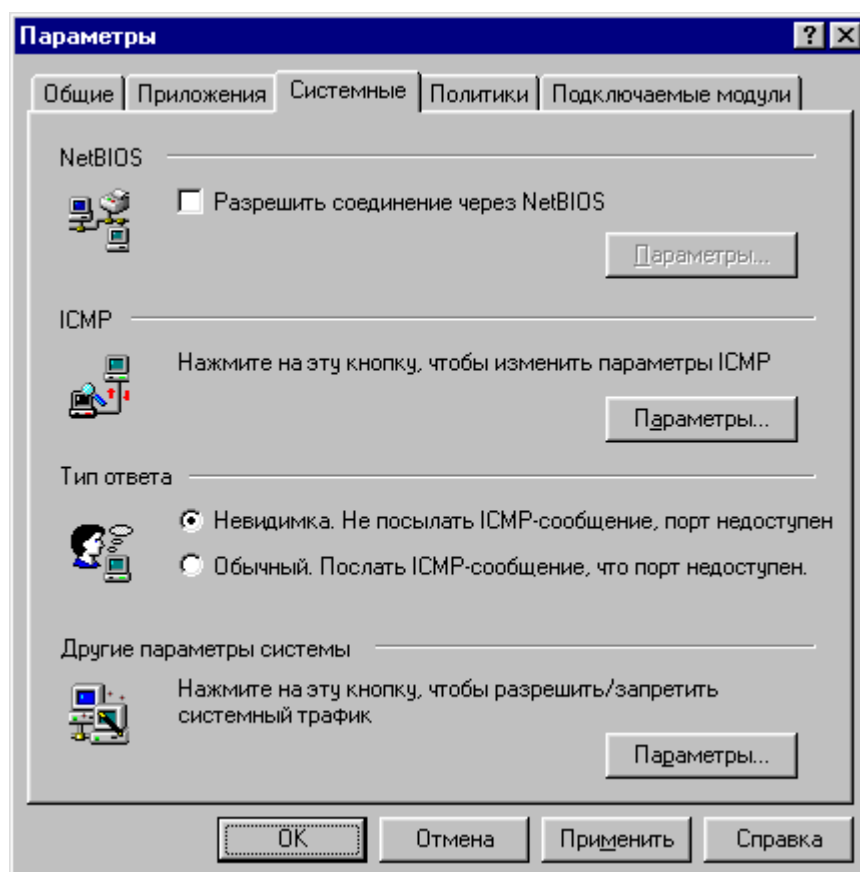 Параметры
Общие Приложения Системные Политики Подключаемые модули
NetBIOS
Разрешить соединение через NetBIOS
Параметры...
ICMP
Нажмите на эту кнопку, чтобы изменить параметры ICMP
Параметры...
Тип ответа
Невидимка. Не посылать ICMP-сообщение, порт недоступен
Обычный. Послать ICMP-сообщение, что порт недоступен.
Другие параметры системы
Нажмите на эту кнопку, чтобы разрешить/запретить
системный трафик
Параметры...
OK Отмена Применить Справка